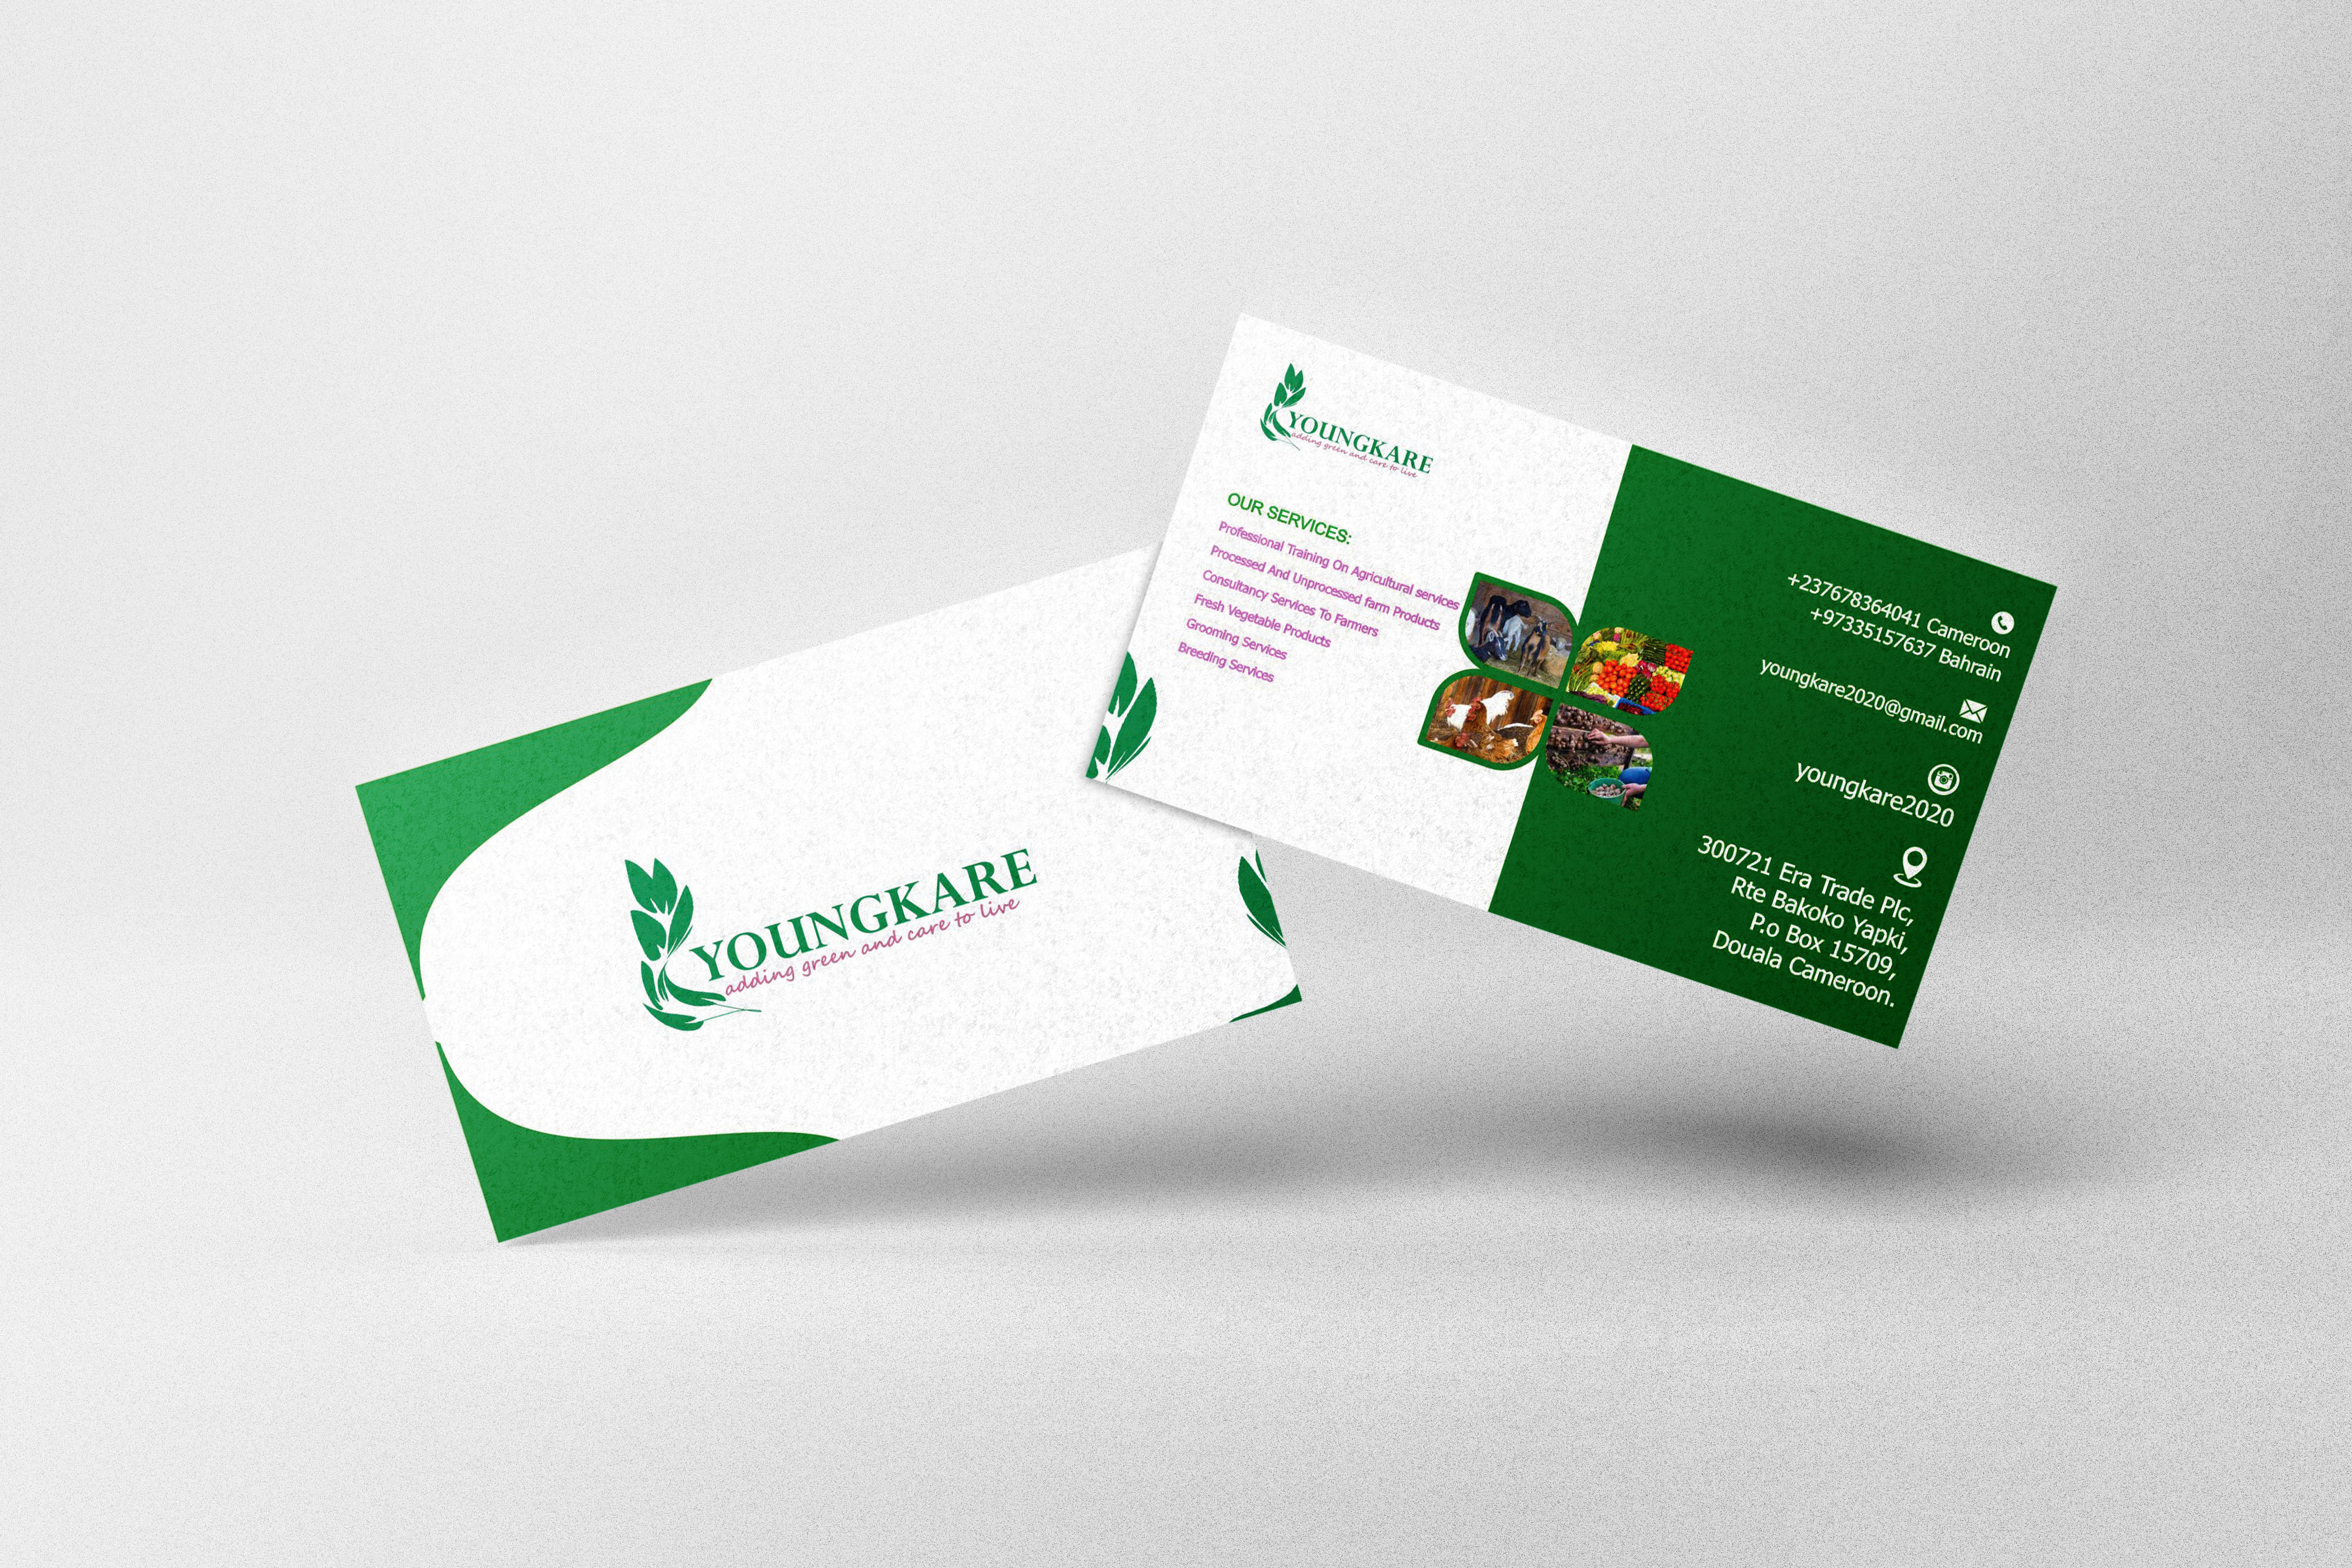 YOUNGKARE
adding green and care to live
YOUNGKARE
adding green and care to live
OUR SERVICES:
Professional Training On Agricultural services
Processed And Unprocessed farm Products
Consultancy Services To Farmers
Fresh Vegetable Products
Grooming Services
Breeding Services
+237678364041 Cameroon
+97335157637 Bahrain
youngkare2020@gmail.com
youngkare2020
300721 Era Trade Plc,
Rte Bakoko Yapki,
P.o Box 15709,
Douala Cameroon.